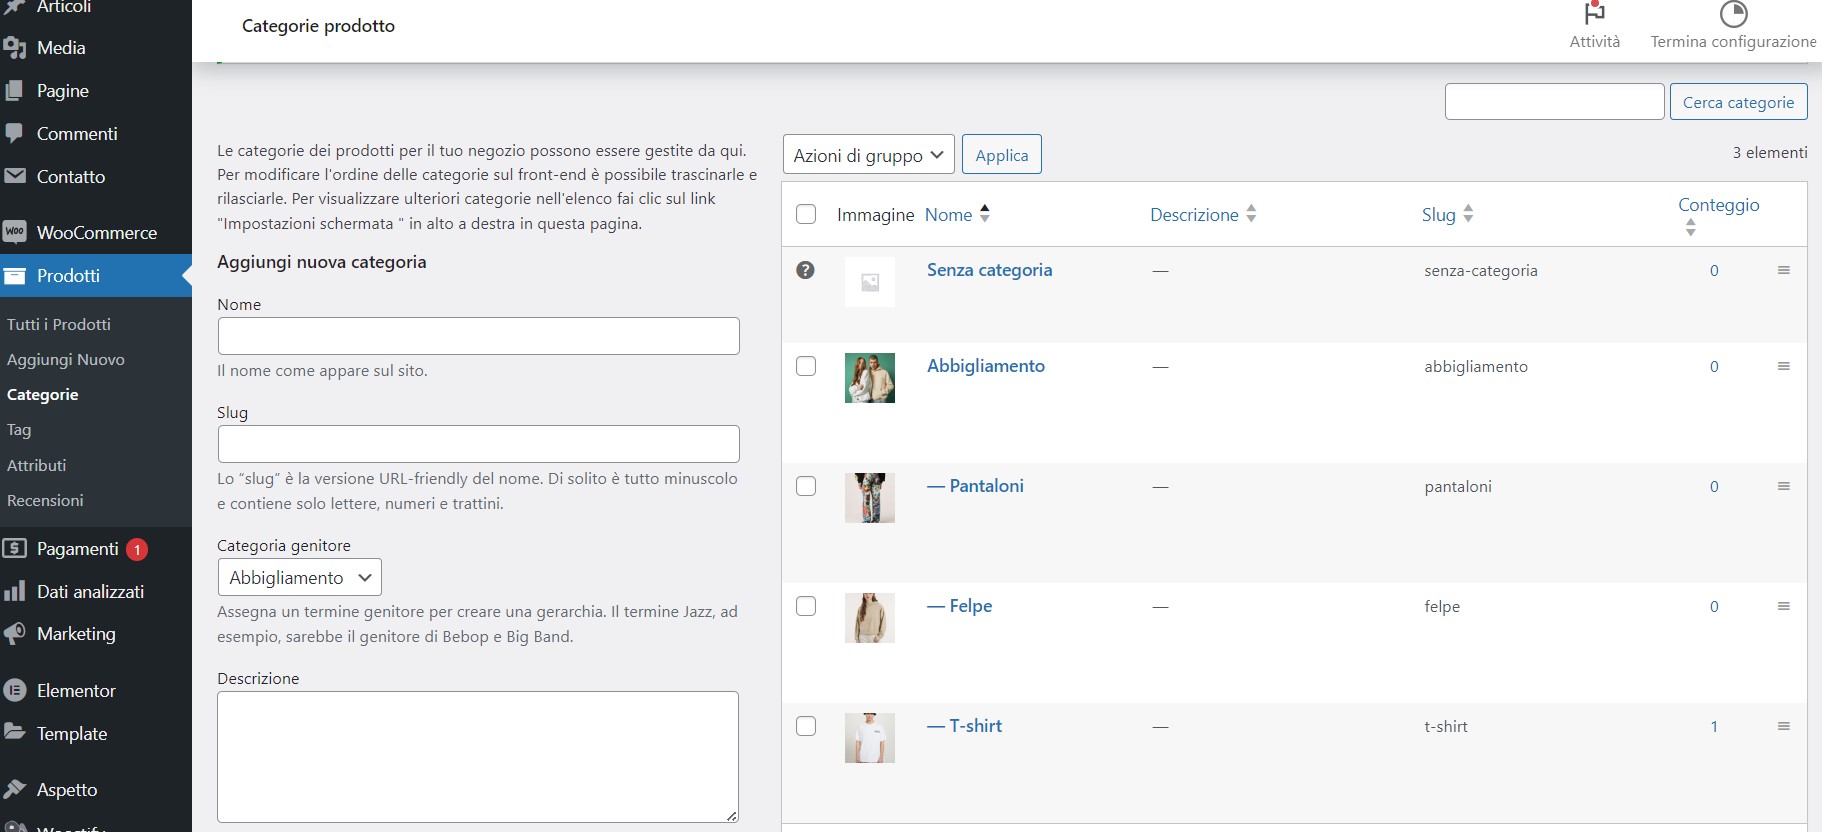 Articoli
Media
Pagine
Commenti
Contatto
WooCommerce
Prodotti
Tutti i Prodotti
Aggiungi Nuovo
Categorie
Tag
Attributi
Recensioni
Pagamenti 1
Dati analizzati
Marketing
Elementor
Template
Aspetto
Categorie prodotto
Attività
Termina configurazione
Cerca categorie
Le categorie dei prodotti per il tuo negozio possono essere gestite da qui.
Per modificare l'ordine delle categorie sul front-end è possibile trascinarle e
rilasciarle. Per visualizzare ulteriori categorie nell'elenco fai clic sul link
"Impostazioni schermata " in alto a destra in questa pagina.
Aggiungi nuova categoria
Nome
Il nome come appare sul sito.
Slug
Lo “slug” è la versione URL-friendly del nome. Di solito è tutto minuscolo
e contiene solo lettere, numeri e trattini.
Categoria genitore
Abbigliamento
Assegna un termine genitore per creare una gerarchia. Il termine Jazz, ad
esempio, sarebbe il genitore di Bebop e Big Band.
Descrizione
Azioni di gruppo
Applica
3 elementi
Immagine Nome Descrizione Slug Conteggio
Senza categoria — senza-categoria 0
Abbigliamento — abbigliamento 0
— Pantaloni — pantaloni 0
— Felpe — felpe 0
— T-shirt — t-shirt 1